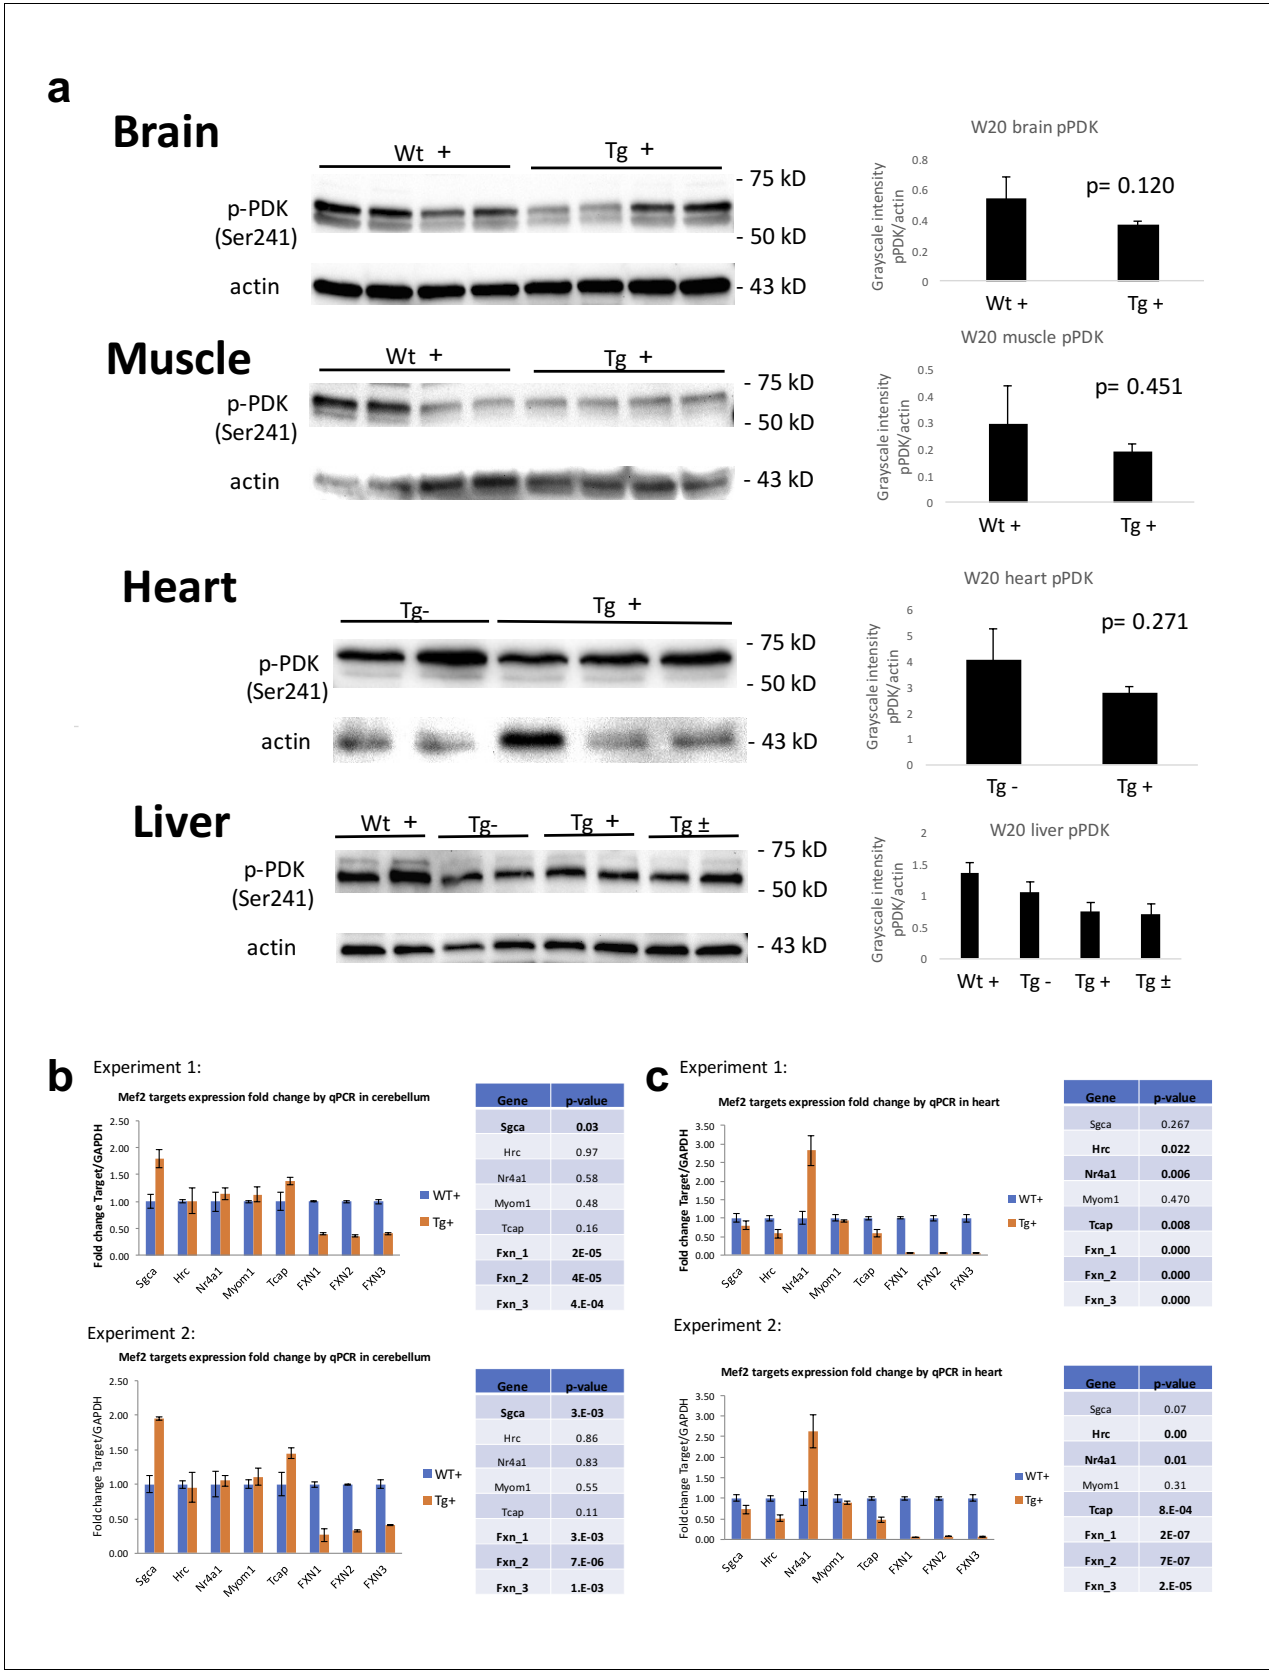 a
Brain
Wt +
Tg +
- 75 kD
p-PDK
(Ser241)
- 50 kD
actin
- 43 kD
W20 brain pPDK
Grayscale intensity
pPDK/actin
0.8
0.6
0.4
0.2
0
p= 0.120
Wt +
Tg +
Muscle
Wt +
Tg +
- 75 kD
p-PDK
(Ser241)
- 50 kD
actin
- 43 kD
W20 muscle pPDK
Grayscale intensity
pPDK/actin
0.5
0.4
0.3
0.2
0.1
0
p= 0.451
Wt +
Tg +
Heart
Tg-
Tg +
- 75 kD
p-PDK
(Ser241)
- 50 kD
actin
- 43 kD
W20 heart pPDK
Grayscale intensity
pPDK/actin
6
5
4
3
2
1
0
p= 0.271
Tg -
Tg +
Liver
Wt +
Tg-
Tg +
Tg ±
- 75 kD
p-PDK
(Ser241)
- 50 kD
actin
- 43 kD
W20 liver pPDK
Grayscale intensity
pPDK/actin
2
1.5
1
0.5
0
Wt +
Tg -
Tg +
Tg ±
b
Experiment 1:
Mef2 targets expression fold change by qPCR in cerebellum
Fold change Target/GAPDH
2.50
2.00
1.50
1.00
0.50
0.00
Sgca
Hrc
Nr4a1
Myom1
Tcap
FXN1
FXN2
FXN3
WT+
Tg+
Gene p-value
Sgca 0.03
Hrc 0.97
Nr4a1 0.58
Myom1 0.48
Tcap 0.16
Fxn_1 2E-05
Fxn_2 4E-05
Fxn_3 4.E-04
Experiment 2:
Mef2 targets expression fold change by qPCR in cerebellum
Fold change Target/GAPDH
2.50
2.00
1.50
1.00
0.50
0.00
Sgca
Hrc
Nr4a1
Myom1
Tcap
FXN1
FXN2
FXN3
WT+
Tg+
Gene p-value
Sgca 3.E-03
Hrc 0.86
Nr4a1 0.83
Myom1 0.55
Tcap 0.11
Fxn_1 3.E-03
Fxn_2 7.E-06
Fxn_3 1.E-03
c
Experiment 1:
Mef2 targets expression fold change by qPCR in heart
Fold change Target/GAPDH
3.50
3.00
2.50
2.00
1.50
1.00
0.50
0.00
Sgca
Hrc
Nr4a1
Myom1
Tcap
FXN1
FXN2
FXN3
WT+
Tg+
Gene p-value
Sgca 0.267
Hrc 0.022
Nr4a1 0.006
Myom1 0.470
Tcap 0.008
Fxn_1 0.000
Fxn_2 0.000
Fxn_3 0.000
Experiment 2:
Mef2 targets expression fold change by qPCR in heart
Fold change Target/GAPDH
3.50
3.00
2.50
2.00
1.50
1.00
0.50
0.00
Sgca
Hrc
Nr4a1
Myom1
Tcap
FXN1
FXN2
FXN3
WT+
Tg+
Gene p-value
Sgca 0.07
Hrc 0.00
Nr4a1 0.01
Myom1 0.31
Tcap 8.E-04
Fxn_1 2E-07
Fxn_2 7E-07
Fxn_3 2.E-05